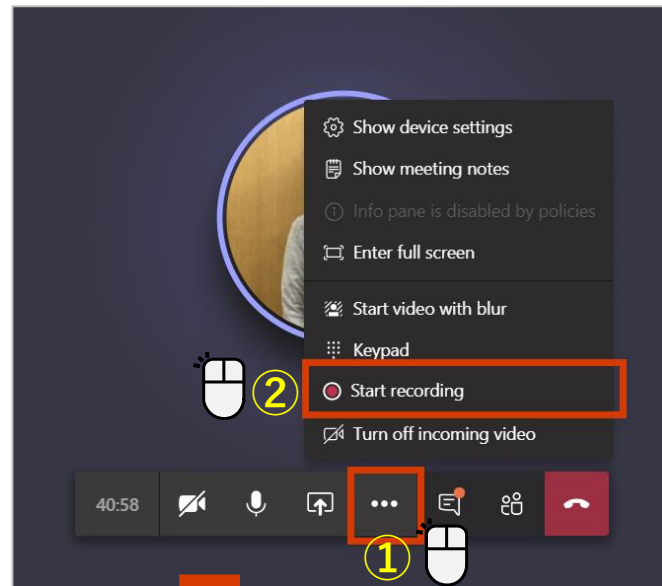 Show device settings
Show meeting notes
Info pane is disabled by policies
Enter full screen
Start video with blur
Keypad
② Start recording
Turn off incoming video
40:58
①